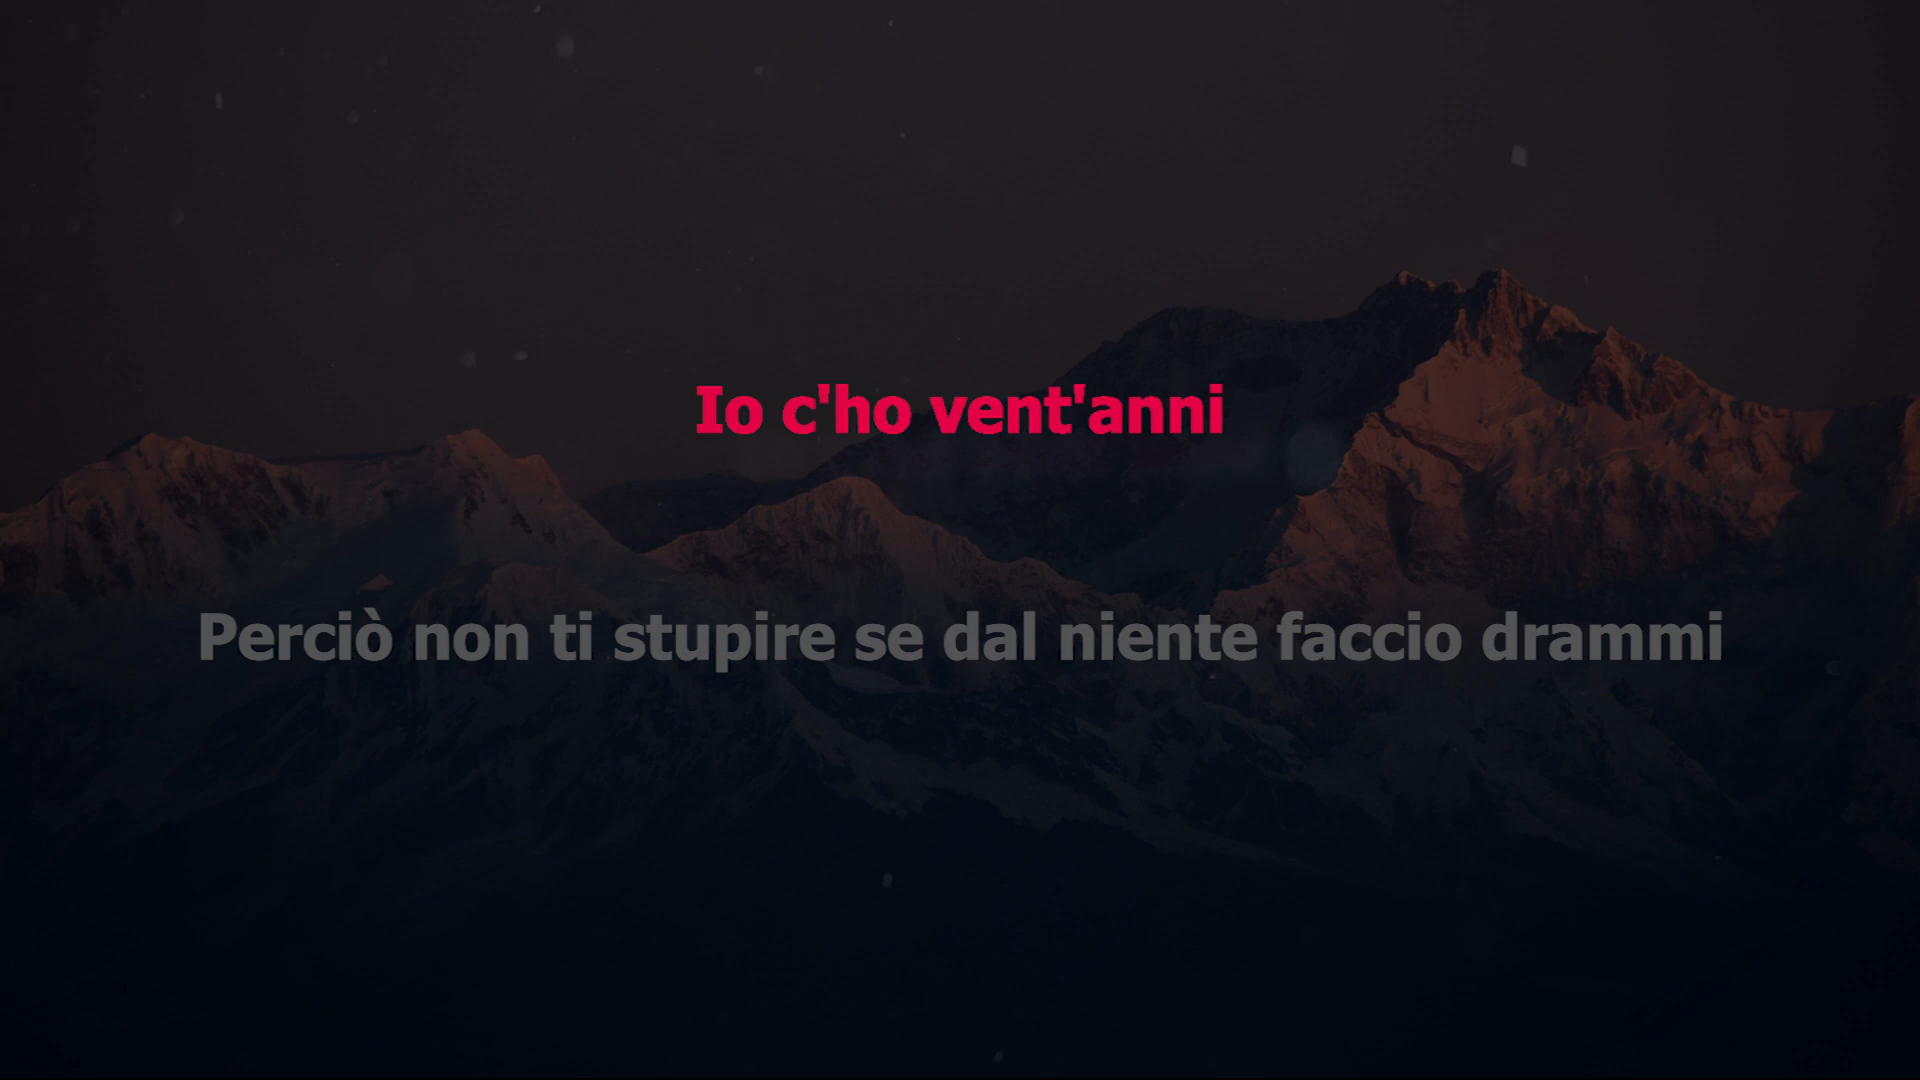 Io c'ho vent'anni
Perciò non ti stupire se dal niente faccio drammi